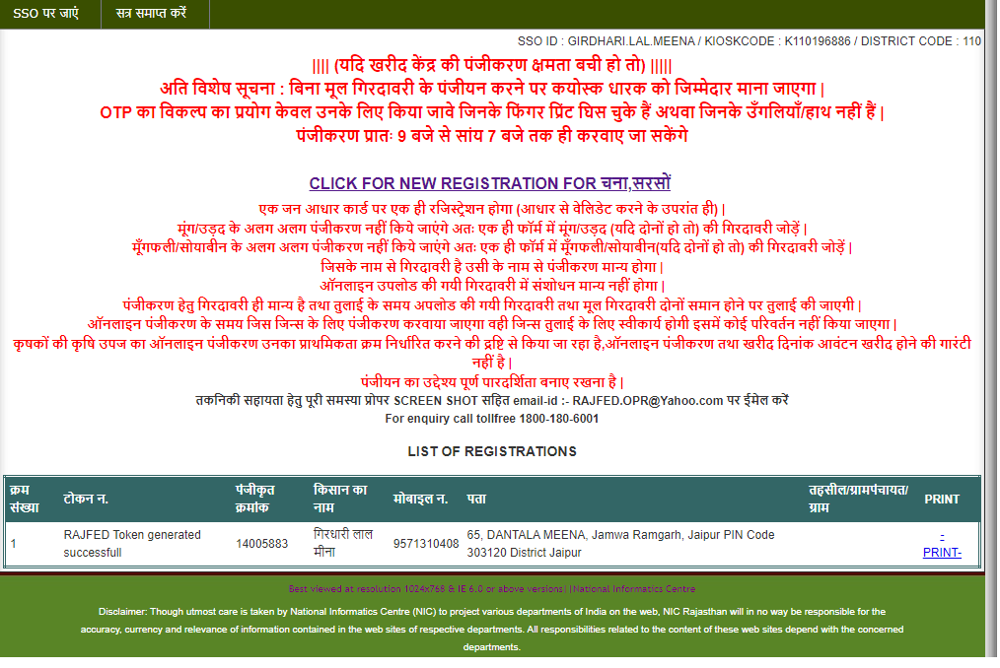 SSO पर जाएं सत्र समाप्त करें
SSO ID : GIRDHARI.LAL.MEENA / KIOSKCODE : K110196886 / DISTRICT CODE : 110
|||| (यदि खरीद केंद्र की पंजीकरण क्षमता बची हो तो) |||||
अति विशेष सूचना : बिना मूल गिरदावरी के पंजीयन करने पर कयोस्क धारक को जिम्मेदार माना जाएगा |
OTP का विकल्प का प्रयोग केवल उनके लिए किया जावे जिनके फिंगर प्रिंट घिस चुके हैं अथवा जिनके उँगलियाँ/हाथ नहीं हैं |
पंजीकरण प्रातः 9 बजे से सांय 7 बजे तक ही करवाए जा सकेंगे
CLICK FOR NEW REGISTRATION FOR चना,सरसों
एक जन आधार कार्ड पर एक ही रजिस्ट्रेशन होगा (आधार से वेलिडेट करने के उपरांत ही) |
मूंग/उड़द के अलग अलग पंजीकरण नहीं किये जाएंगे अतः एक ही फॉर्म में मूंग/उड़द (यदि दोनों हो तो) की गिरदावरी जोड़ें |
मूँगफली/सोयाबीन के अलग अलग पंजीकरण नहीं किये जाएंगे अतः एक ही फॉर्म में मूँगफली/सोयाबीन(यदि दोनों हो तो) की गिरदावरी जोड़ें |
जिसके नाम से गिरदावरी है उसी के नाम से पंजीकरण मान्य होगा |
ऑनलाइन उपलोड की गयी गिरदावरी में संशोधन मान्य नहीं होगा |
पंजीकरण हेतु गिरदावरी ही मान्य है तथा तुलाई के समय अपलोड की गयी गिरदावरी तथा मूल गिरदावरी दोनों समान होने पर तुलाई की जाएगी |
ऑनलाइन पंजीकरण के समय जिस जिन्स के लिए पंजीकरण करवाया जाएगा वही जिन्स तुलाई के लिए स्वीकार्य होगी इसमें कोई परिवर्तन नहीं किया जाएगा |
कृषकों की कृषि उपज का ऑनलाइन पंजीकरण उनका प्राथमिकता क्रम निर्धारित करने की द्रष्टि से किया जा रहा है,ऑनलाइन पंजीकरण तथा खरीद दिनांक आवंटन खरीद होने की गारंटी
नहीं है |
पंजीयन का उद्देश्य पूर्ण पारदर्शिता बनाए रखना है |
तकनिकी सहायता हेतु पूरी समस्या प्रोपर SCREEN SHOT सहित email-id :- RAJFED.OPR@Yahoo.com पर ईमेल करें
For enquiry call tollfree 1800-180-6001
LIST OF REGISTRATIONS
क्रम संख्या टोकन न. पंजीकृत क्रमांक किसान का नाम मोबाइल न. पता तहसील/ग्रामपंचायत/ग्राम PRINT
1 RAJFED Token generated successfull 14005883 गिरधारी लाल मीना 9571310408 65, DANTALA MEENA, Jamwa Ramgarh, Jaipur PIN Code 303120 District Jaipur -PRINT-
Best viewed at resolution 1024x768 & IE 6.0 or above versions| |National Informatics Centre
Disclaimer: Though utmost care is taken by National Informatics Centre (NIC) to project various departments of India on the web, NIC Rajasthan will in no way be responsible for the
accuracy, currency and relevance of information contained in the web sites of respective departments. All responsibilities related to the content of these web sites depend with the concerned
departments.